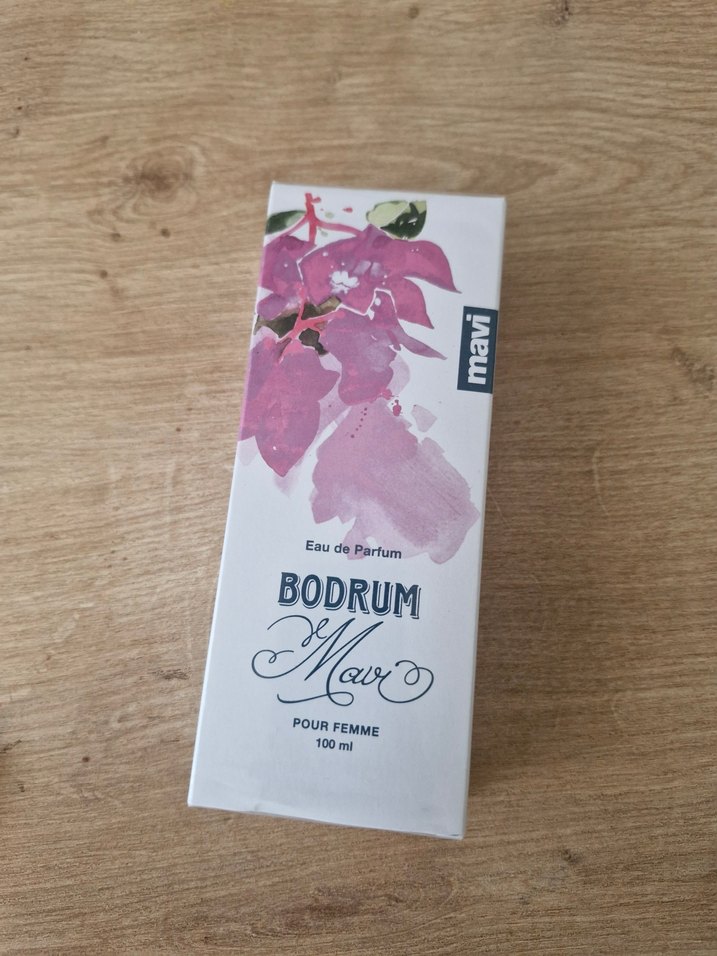 mavi
Eau de Parfum
BODRUM
Mavi
POUR FEMME
100 ml